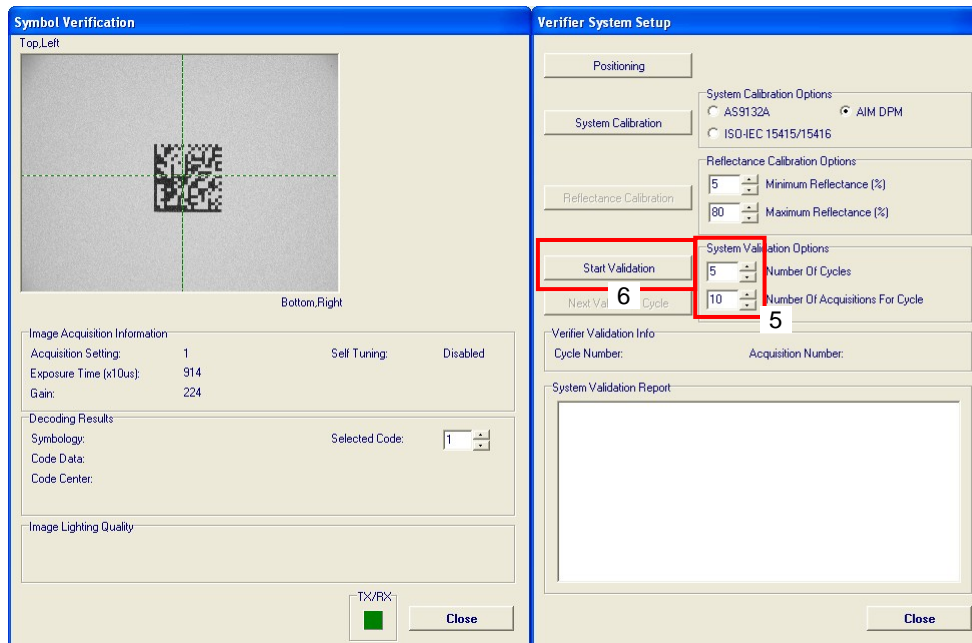 Symbol Verification
Top,Left
Bottom,Right
Image Acquisition Information
Acquisition Setting: 1 Self Tuning: Disabled
Exposure Time (x10us): 914
Gain: 224
Decoding Results
Symbology: Selected Code: 1
Code Data:
Code Center:
Image Lighting Quality
TX/RX
Close
Verifier System Setup
Positioning
System Calibration
System Calibration Options
AS9132A AIM DPM
ISO-IEC 15415/15416
Reflectance Calibration
Reflectance Calibration Options
5 Minimum Reflectance (%)
80 Maximum Reflectance (%)
Start Validation
6
Next Val Cycle
System Validation Options
5 Number Of Cycles
10 Number Of Acquisitions For Cycle
5
Verifier Validation Info
Cycle Number: Acquisition Number:
System Validation Report
Close